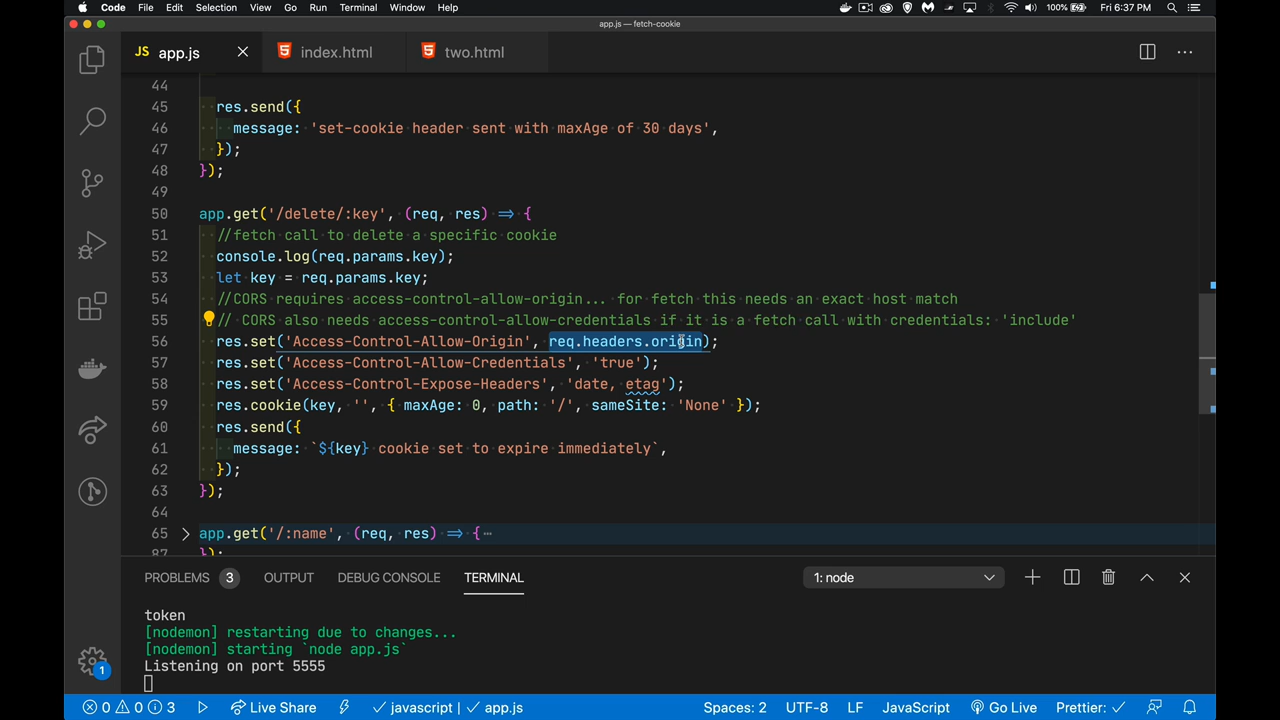 Code File Edit Selection View Go Run Terminal Window Help 100% Fri 6:37 PM
app.js — fetch-cookie
JS app.js index.html two.html
44
45 res.send({
46 message: 'set-cookie header sent with maxAge of 30 days',
47 });
48 });
49
50 app.get('/delete/:key', (req, res) => {
51 //fetch call to delete a specific cookie
52 console.log(req.params.key);
53 let key = req.params.key;
54 //CORS requires access-control-allow-origin... for fetch this needs an exact host match
55 // CORS also needs access-control-allow-credentials if it is a fetch call with credentials: 'include'
56 res.set('Access-Control-Allow-Origin', req.headers.origin);
57 res.set('Access-Control-Allow-Credentials', 'true');
58 res.set('Access-Control-Expose-Headers', 'date, etag');
59 res.cookie(key, '', { maxAge: 0, path: '/', sameSite: 'None' });
60 res.send({
61 message: `${key} cookie set to expire immediately`,
62 });
63 });
64
65 app.get('/:name', (req, res) => {…
87 });
PROBLEMS 3 OUTPUT DEBUG CONSOLE TERMINAL 1: node
token
[nodemon] restarting due to changes...
[nodemon] starting `node app.js`
Listening on port 5555
1
0 0 3 Live Share javascript | app.js Spaces: 2 UTF-8 LF JavaScript Go Live Prettier: